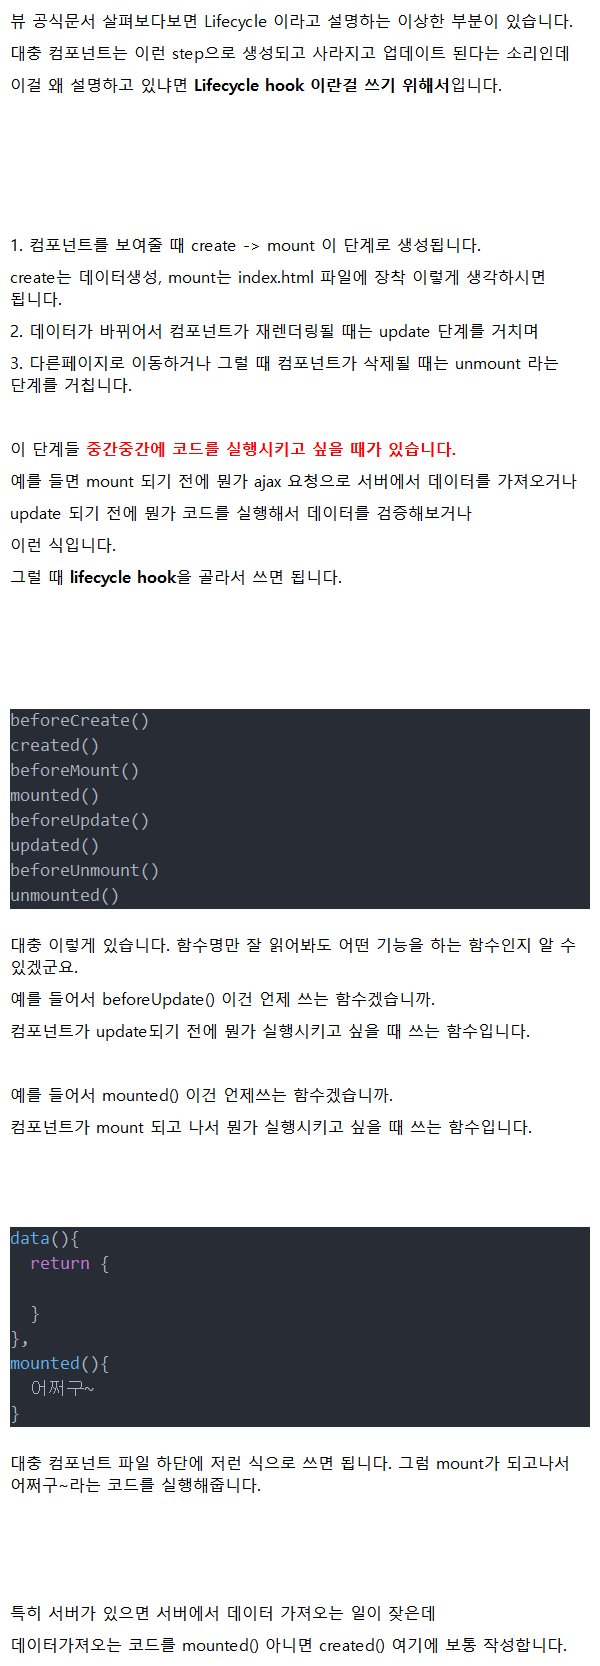 뷰 공식문서 살펴보다보면 Lifecycle 이라고 설명하는 이상한 부분이 있습니다.
대충 컴포넌트는 이런 step으로 생성되고 사라지고 업데이트 된다는 소리인데
이걸 왜 설명하고 있냐면 Lifecycle hook 이란걸 쓰기 위해서입니다.
1. 컴포넌트를 보여줄 때 create -> mount 이 단계로 생성됩니다.
create는 데이터생성, mount는 index.html 파일에 장착 이렇게 생각하시면
됩니다.
2. 데이터가 바뀌어서 컴포넌트가 재렌더링될 때는 update 단계를 거치며
3. 다른페이지로 이동하거나 그럴 때 컴포넌트가 삭제될 때는 unmount 라는
단계를 거칩니다.
이 단계들 중간중간에 코드를 실행시키고 싶을 때가 있습니다.
예를 들면 mount 되기 전에 뭔가 ajax 요청으로 서버에서 데이터를 가져오거나
update 되기 전에 뭔가 코드를 실행해서 데이터를 검증해보거나
이런 식입니다.
그럴 때 lifecycle hook을 골라서 쓰면 됩니다.
beforeCreate()
created()
beforeMount()
mounted()
beforeUpdate()
updated()
beforeUnmount()
unmounted()
대충 이렇게 있습니다. 함수명만 잘 읽어봐도 어떤 기능을 하는 함수인지 알 수
있겠군요.
예를 들어서 beforeUpdate() 이건 언제 쓰는 함수겠습니까.
컴포넌트가 update되기 전에 뭔가 실행시키고 싶을 때 쓰는 함수입니다.
예를 들어서 mounted() 이건 언제쓰는 함수겠습니까.
컴포넌트가 mount 되고 나서 뭔가 실행시키고 싶을 때 쓰는 함수입니다.
data(){
  return {
  }
},
mounted(){
  어쩌구~
}
대충 컴포넌트 파일 하단에 저런 식으로 쓰면 됩니다. 그럼 mount가 되고나서
어쩌구~라는 코드를 실행해줍니다.
특히 서버가 있으면 서버에서 데이터 가져오는 일이 잦은데
데이터가져오는 코드를 mounted() 아니면 created() 여기에 보통 작성합니다.